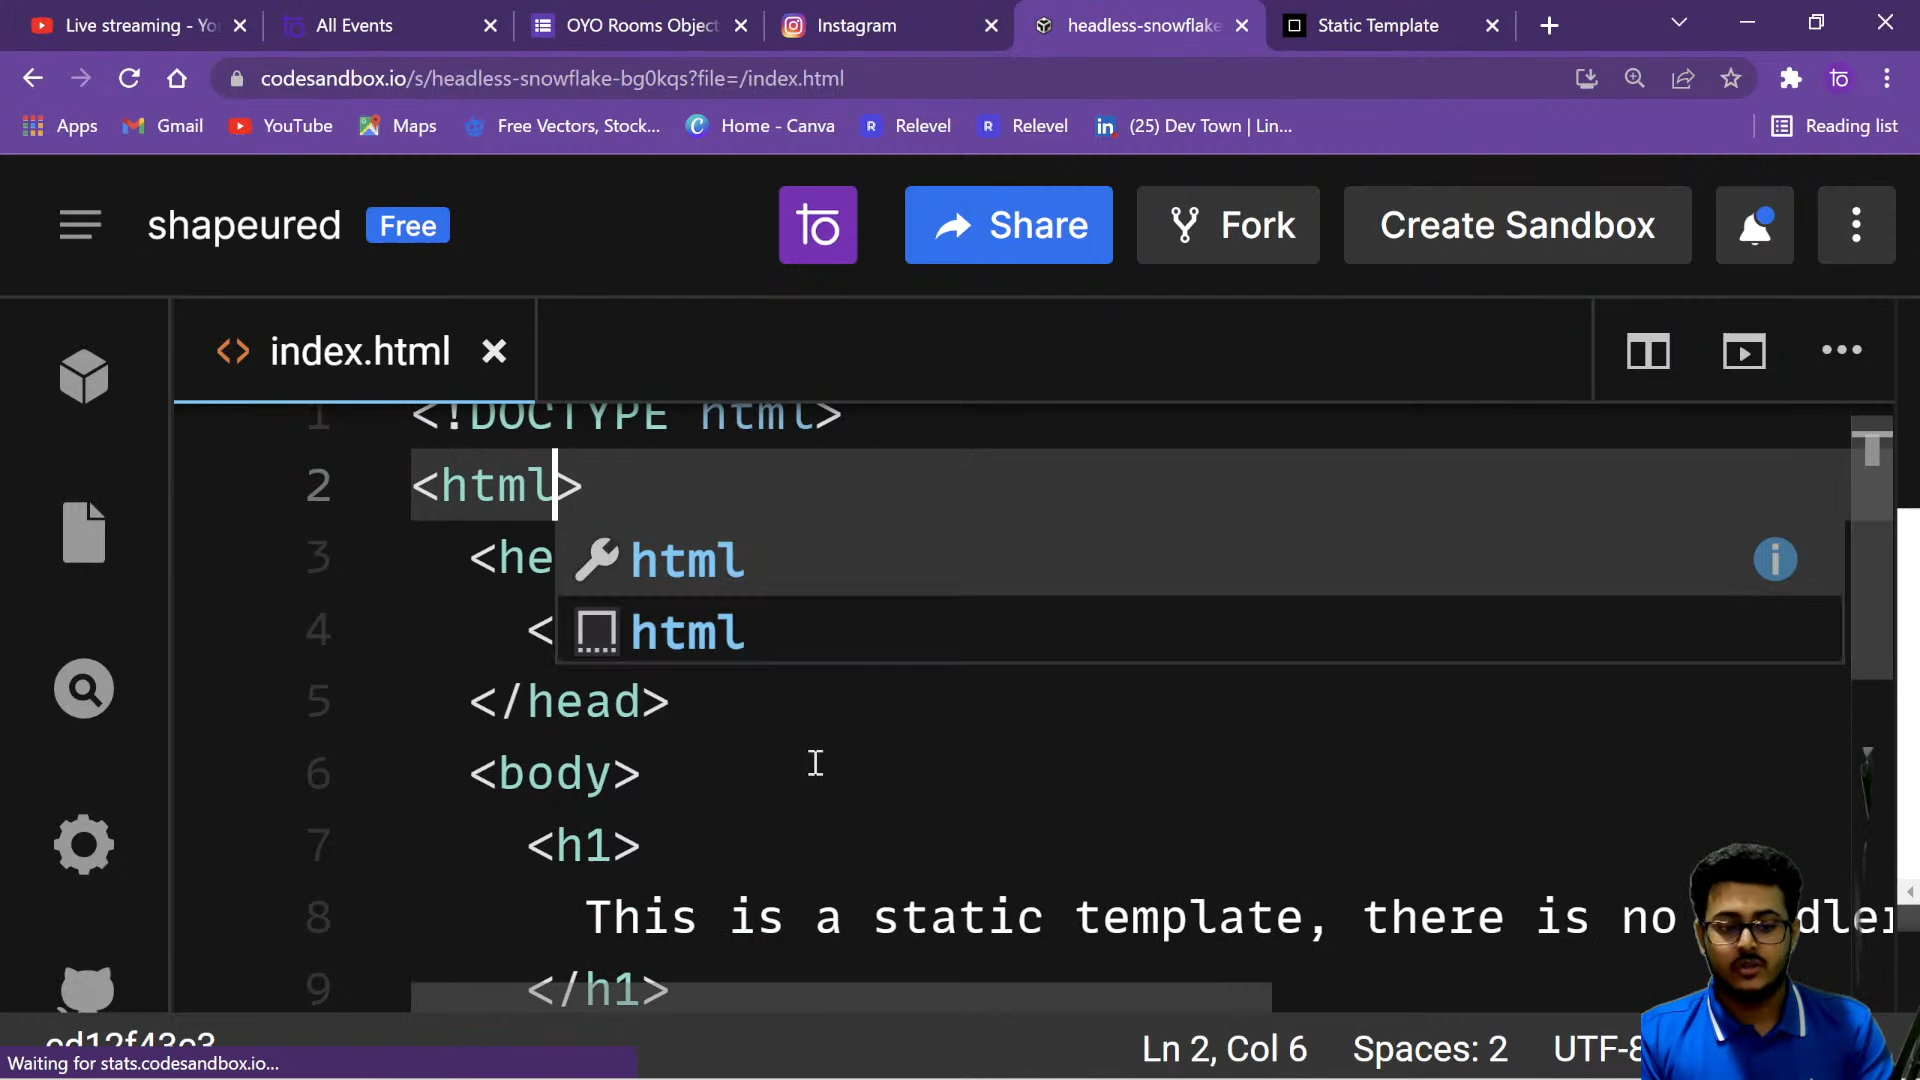 Live streaming - Yo
All Events
OYO Rooms Object
Instagram
headless-snowflake
Static Template
codesandbox.io/s/headless-snowflake-bg0kqs?file=/index.html
to
Apps
Gmail
YouTube
Maps
Free Vectors, Stock...
Home - Canva
Relevel
Relevel
(25) Dev Town | Lin...
Reading list
shapeured
Free
to
Share
Fork
Create Sandbox
index.html
1 <!DOCTYPE html>
2 <html>
html
html
3 <he
4 <
5 </head>
6 <body>
7 <h1>
8 This is a static template, there is no
9 </h1>
Ln 2, Col 6
Spaces: 2
Waiting for stats.codesandbox.io...